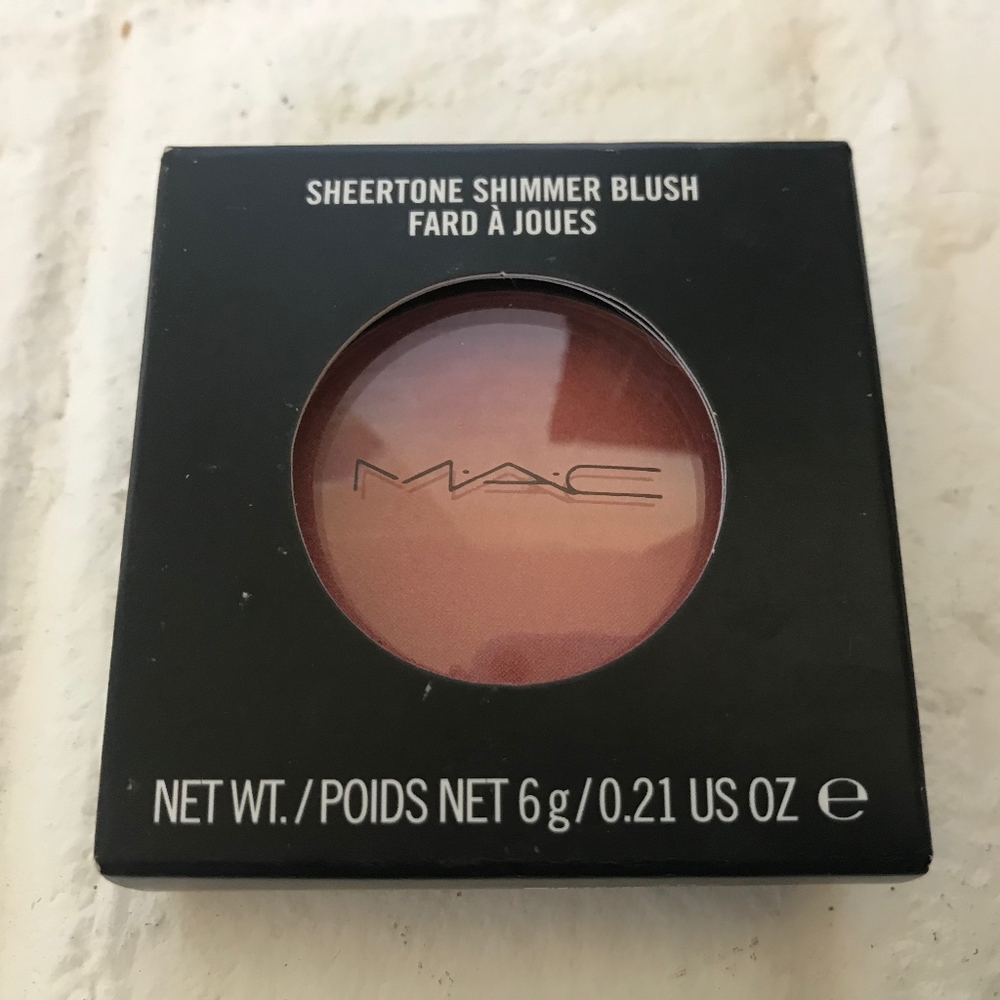 SHEERTONE SHIMMER BLUSH
FARD À JOUES
M·A·C
NET WT. / POIDS NET 6 g / 0.21 US OZ ℮